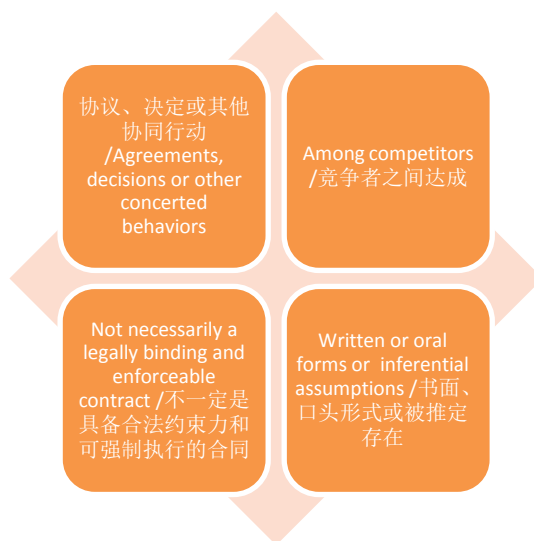 协议、决定或其他
协同行动
/Agreements,
decisions or other
concerted
behaviors
Among competitors
/竞争者之间达成
Not necessarily a
legally binding and
enforceable
contract /不一定是
具备合法约束力和
可强制执行的合同
Written or oral
forms or inferential
assumptions /书面、
口头形式或被推定
存在